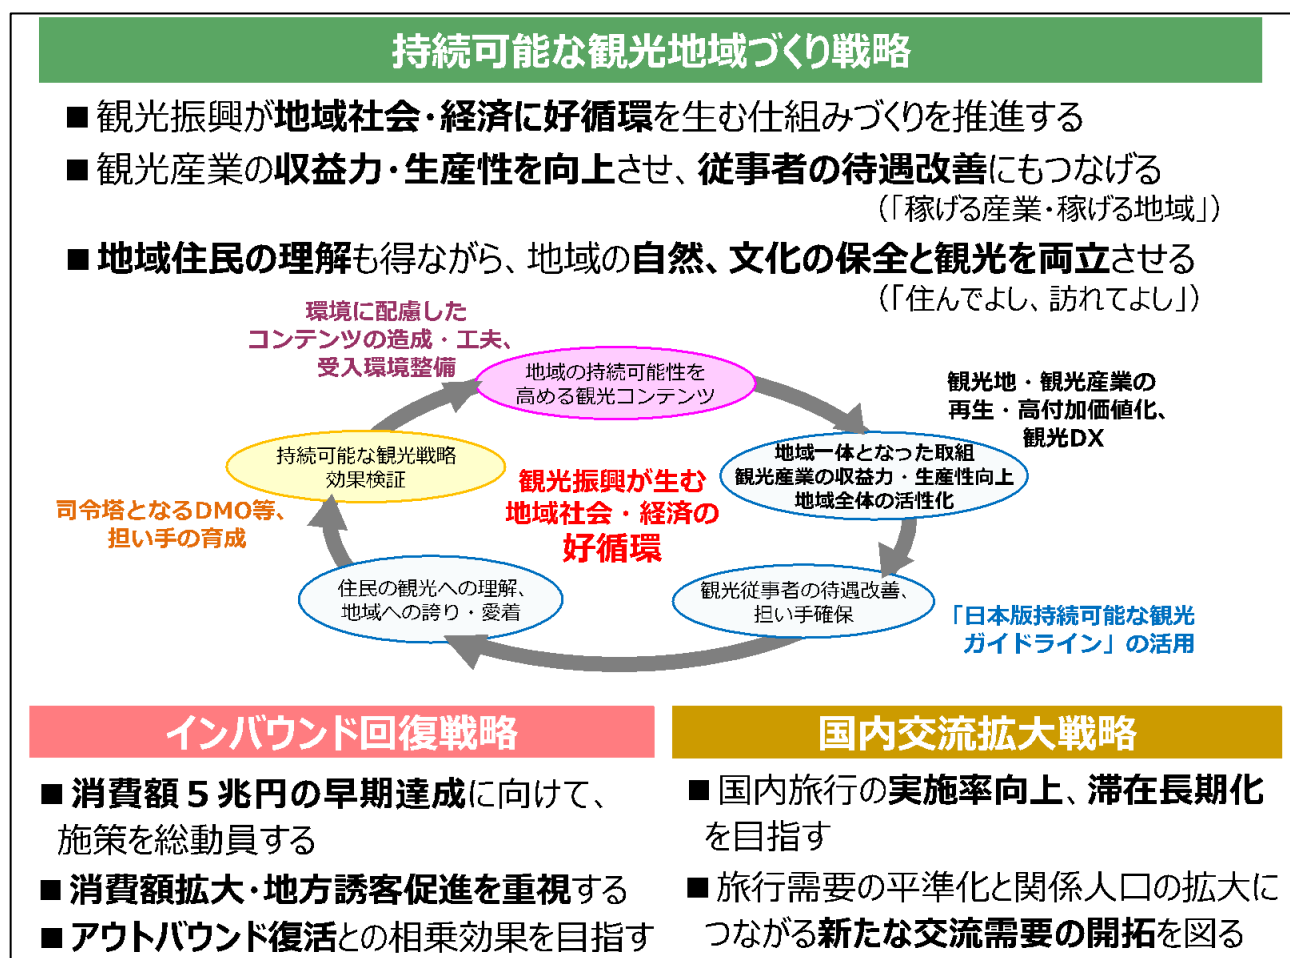 持続可能な観光地域づくり戦略
■観光振興が地域社会・経済に好循環を生む仕組みづくりを推進する
■観光産業の収益力・生産性を向上させ、従事者の待遇改善にもつなげる
（「稼げる産業・稼げる地域」）
■地域住民の理解も得ながら、地域の自然、文化の保全と観光を両立させる
（「住んでよし、訪れてよし」）
環境に配慮した
コンテンツの造成・工夫、
受入環境整備
地域の持続可能性を
高める観光コンテンツ
観光地・観光産業の
再生・高付加価値化、
観光DX
地域一体となった取組
観光産業の収益力・生産性向上
地域全体の活性化
持続可能な観光戦略
効果検証
観光振興が生む
地域社会・経済の
好循環
司令塔となるDMO等、
担い手の育成
住民の観光への理解、
地域への誇り・愛着
観光従事者の待遇改善、
担い手確保
「日本版持続可能な観光
ガイドライン」の活用
インバウンド回復戦略
■消費額５兆円の早期達成に向けて、
施策を総動員する
■消費額拡大・地方誘客促進を重視する
■アウトバウンド復活との相乗効果を目指す
国内交流拡大戦略
■国内旅行の実施率向上、滞在長期化
を目指す
■旅行需要の平準化と関係人口の拡大に
つながる新たな交流需要の開拓を図る